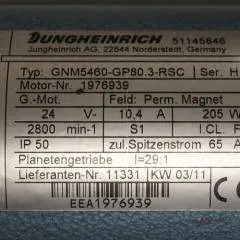 JUNGHEINRICH 51145846
Jungheinrich AG, 22844 Norderstedt, Germany
Typ: GNM5460-GP80.3-RSC Ser. H
Motor-Nr. 1976939
G.-Mot. Feld: Perm. Magnet
24 V- 10,4 A 205 W
2800 min-1 S1 I.CL. F
IP 50 zul.Spitzenstrom 65 A
Planetengetriebe I=29:1
Lieferanten-Nr. 11331 KW 03/11
EEA1976939